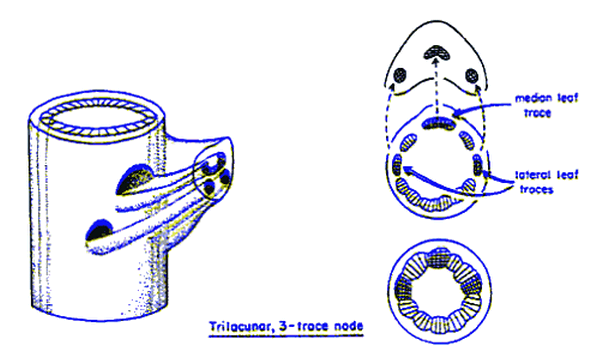 median leaf
trace
lateral leaf
traces
Trilacunar, 3-trace node